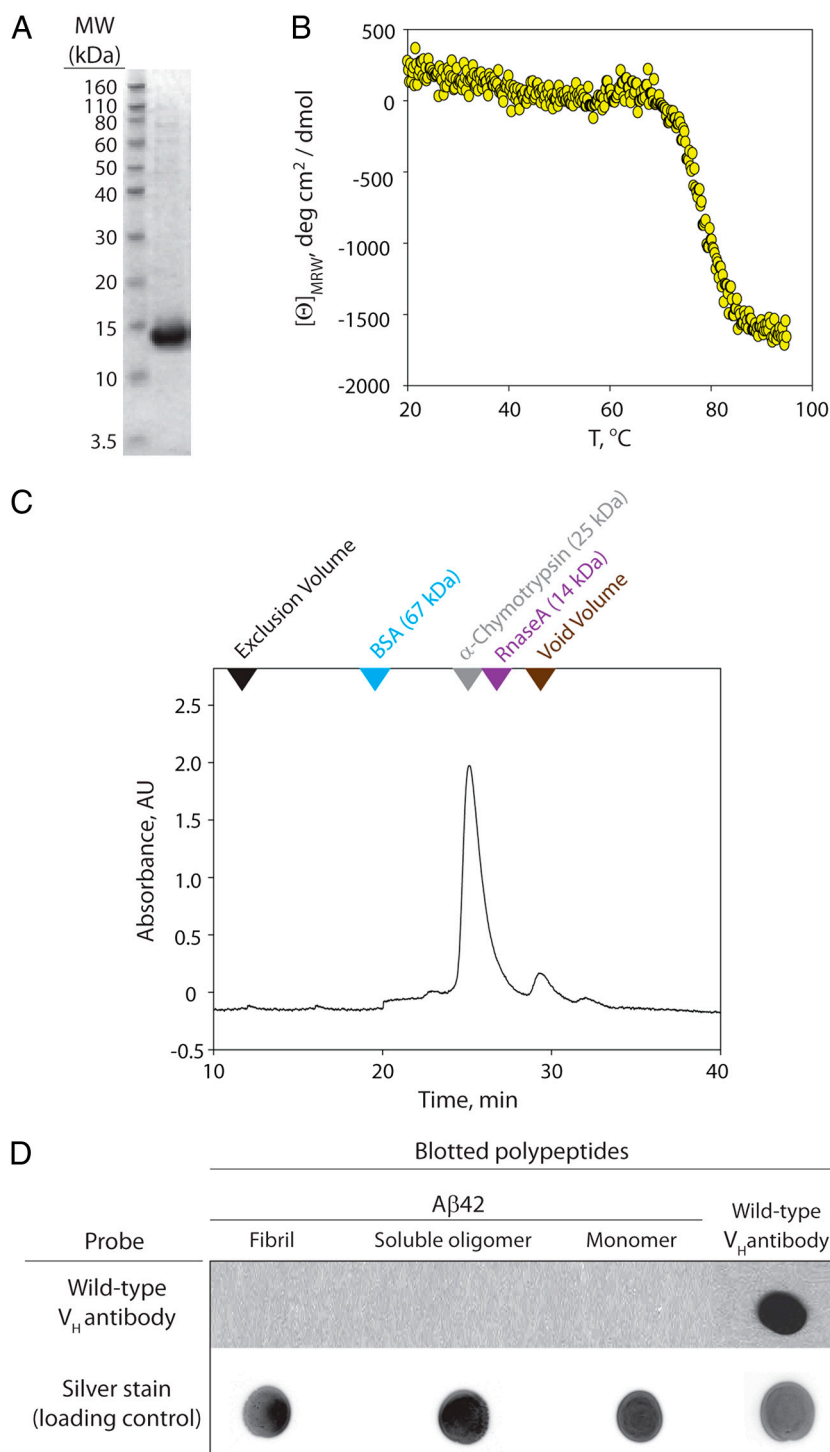 A
MW
(kDa)
160
110
80
60
50
40
30
20
15
10
3.5
B
[Θ]MRW, deg cm2 / dmol
500
0
-500
-1000
-1500
-2000
20
40
60
80
100
T, °C
C
Exclusion Volume
BSA (67 kDa)
α-Chymotrypsin (25 kDa)
RnaseA (14 kDa)
Void Volume
Absorbance, AU
2.5
2.0
1.5
1.0
0.5
0
-0.5
10
20
30
40
Time, min
D
Blotted polypeptides
Aβ42
Wild-type
VH antibody
Probe
Fibril
Soluble oligomer
Monomer
Wild-type
VH antibody
Silver stain
(loading control)